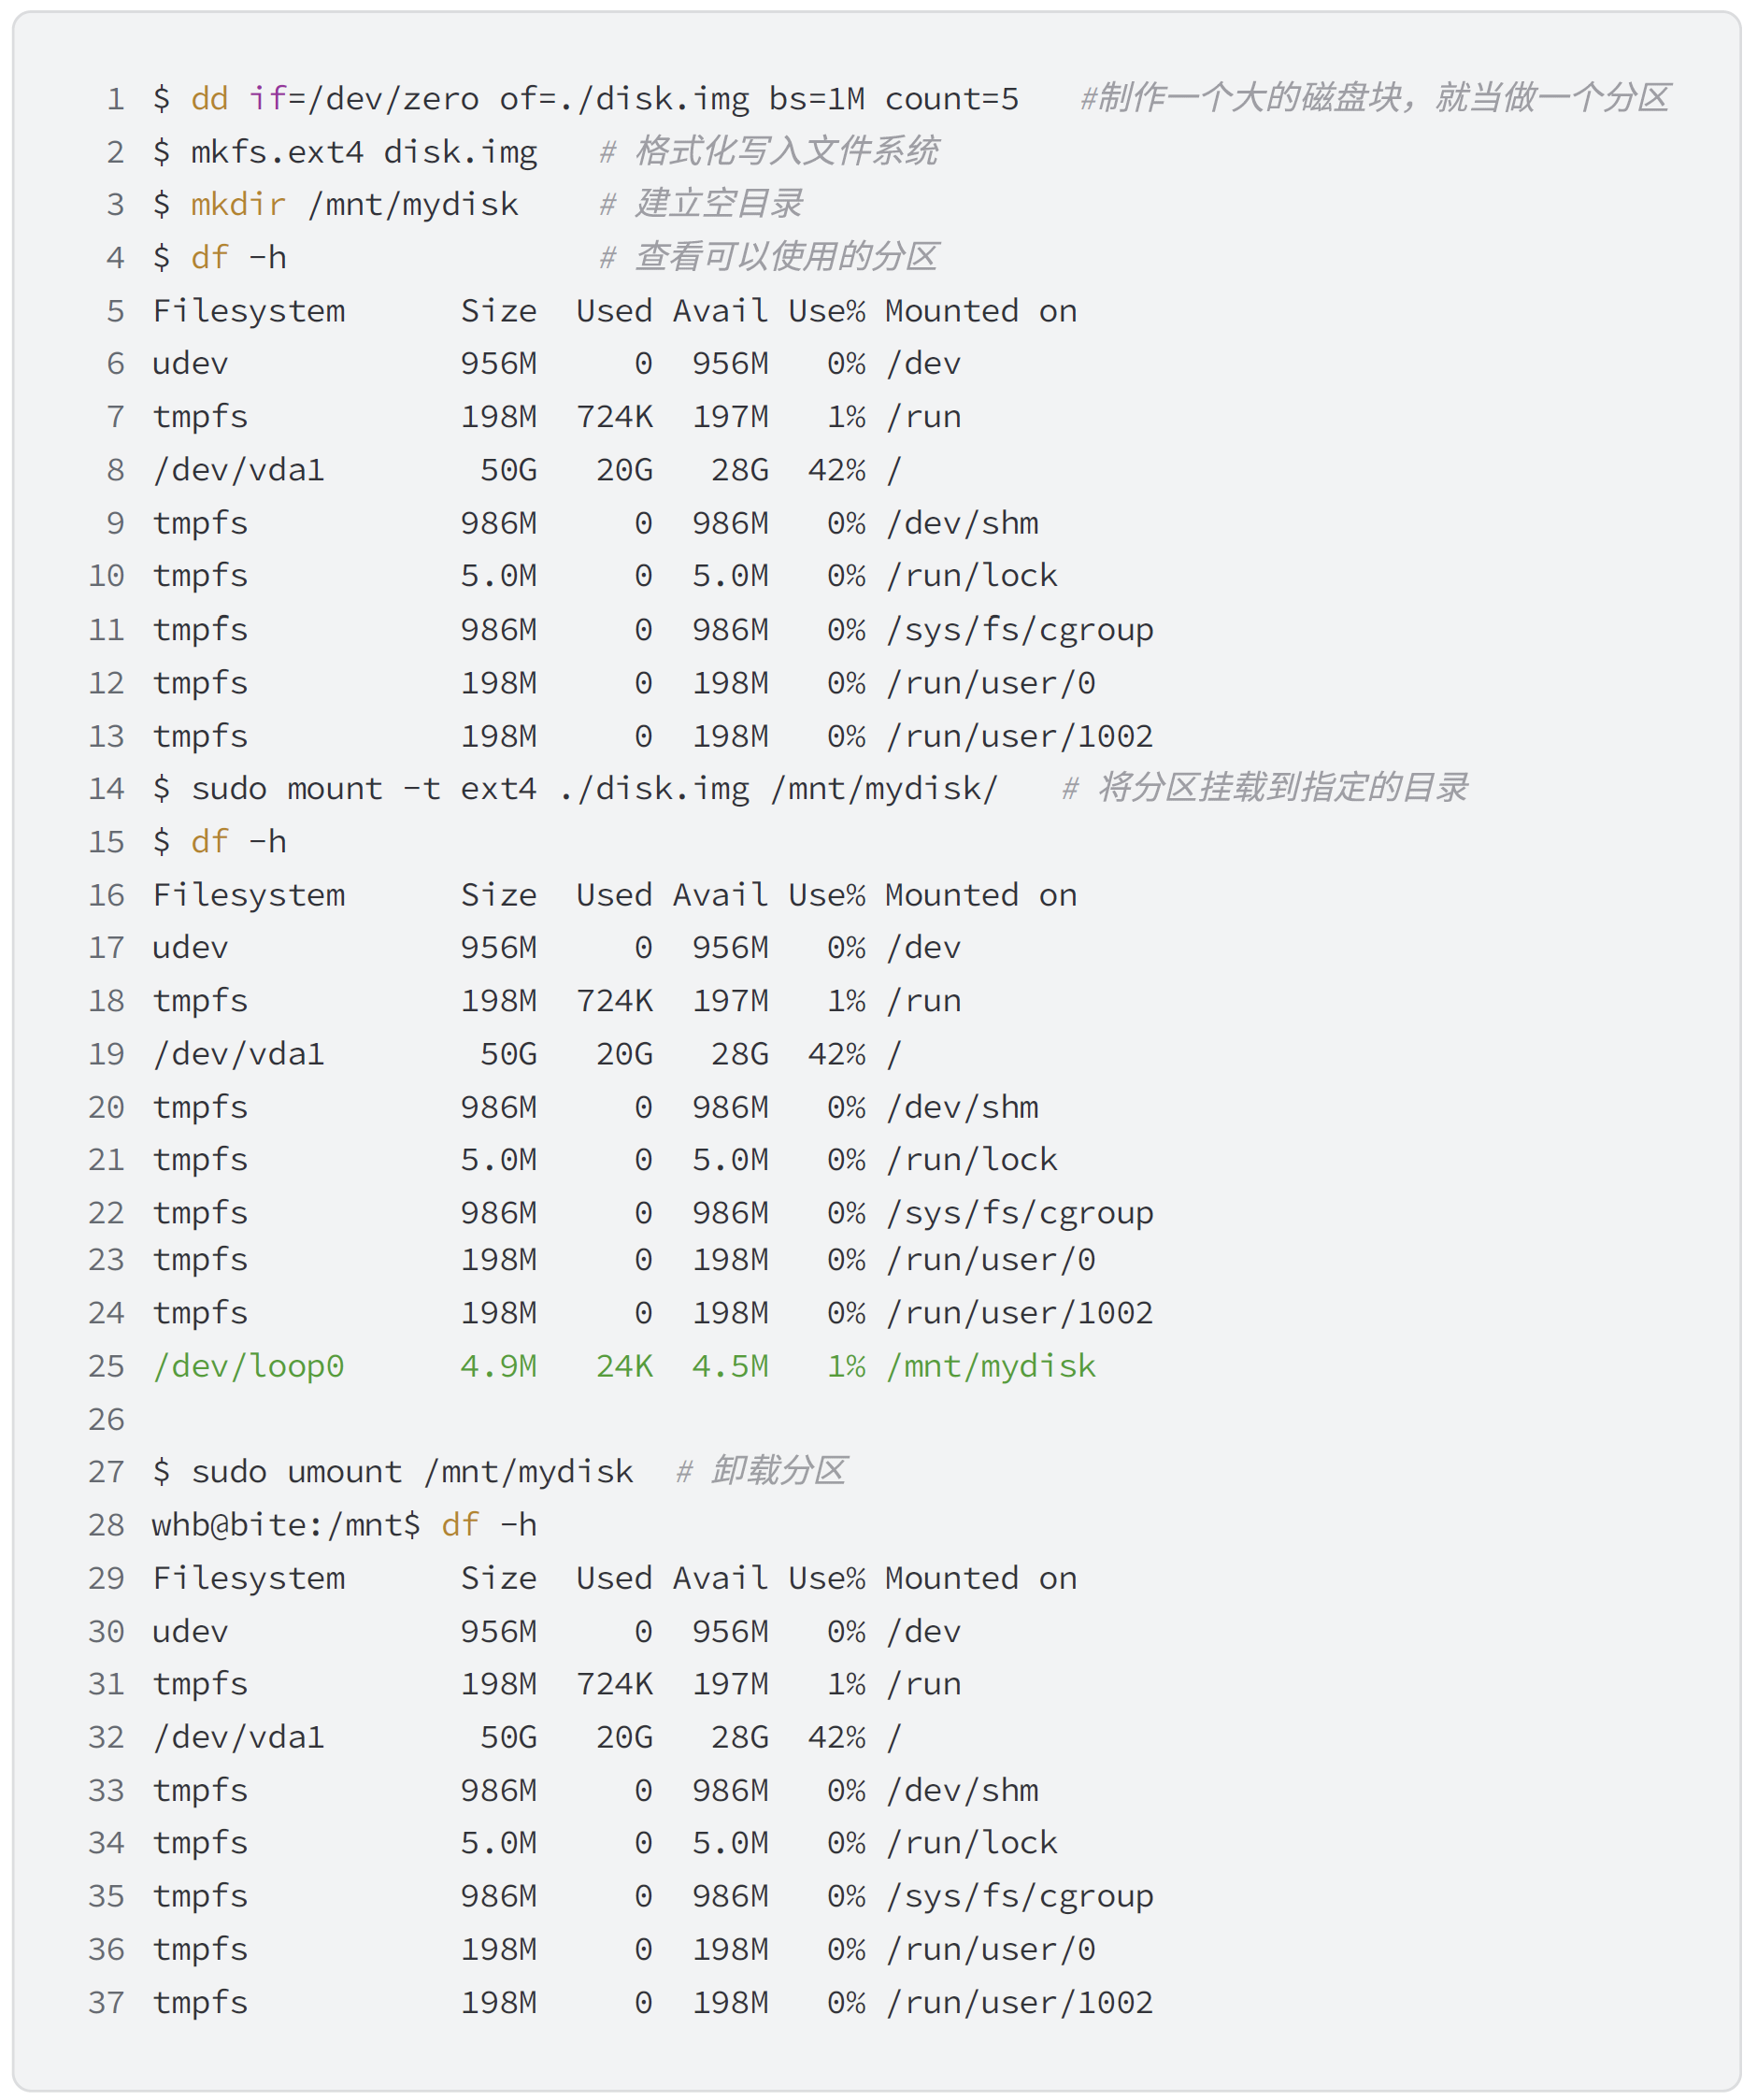 1 $ dd if=/dev/zero of=./disk.img bs=1M count=5   #制作一个大的磁盘块，就当做一个分区
2 $ mkfs.ext4 disk.img   # 格式化写入文件系统
3 $ mkdir /mnt/mydisk    # 建立空目录
4 $ df -h                # 查看可以使用的分区
5 Filesystem      Size  Used Avail Use% Mounted on
6 udev            956M     0  956M   0% /dev
7 tmpfs           198M  724K  197M   1% /run
8 /dev/vda1        50G   20G   28G  42% /
9 tmpfs           986M     0  986M   0% /dev/shm
10 tmpfs           5.0M     0  5.0M   0% /run/lock
11 tmpfs           986M     0  986M   0% /sys/fs/cgroup
12 tmpfs           198M     0  198M   0% /run/user/0
13 tmpfs           198M     0  198M   0% /run/user/1002
14 $ sudo mount -t ext4 ./disk.img /mnt/mydisk/   # 将分区挂载到指定的目录
15 $ df -h
16 Filesystem      Size  Used Avail Use% Mounted on
17 udev            956M     0  956M   0% /dev
18 tmpfs           198M  724K  197M   1% /run
19 /dev/vda1        50G   20G   28G  42% /
20 tmpfs           986M     0  986M   0% /dev/shm
21 tmpfs           5.0M     0  5.0M   0% /run/lock
22 tmpfs           986M     0  986M   0% /sys/fs/cgroup
23 tmpfs           198M     0  198M   0% /run/user/0
24 tmpfs           198M     0  198M   0% /run/user/1002
25 /dev/loop0      4.9M   24K  4.5M   1% /mnt/mydisk
26
27 $ sudo umount /mnt/mydisk  # 卸载分区
28 whb@bite:/mnt$ df -h
29 Filesystem      Size  Used Avail Use% Mounted on
30 udev            956M     0  956M   0% /dev
31 tmpfs           198M  724K  197M   1% /run
32 /dev/vda1        50G   20G   28G  42% /
33 tmpfs           986M     0  986M   0% /dev/shm
34 tmpfs           5.0M     0  5.0M   0% /run/lock
35 tmpfs           986M     0  986M   0% /sys/fs/cgroup
36 tmpfs           198M     0  198M   0% /run/user/0
37 tmpfs           198M     0  198M   0% /run/user/1002